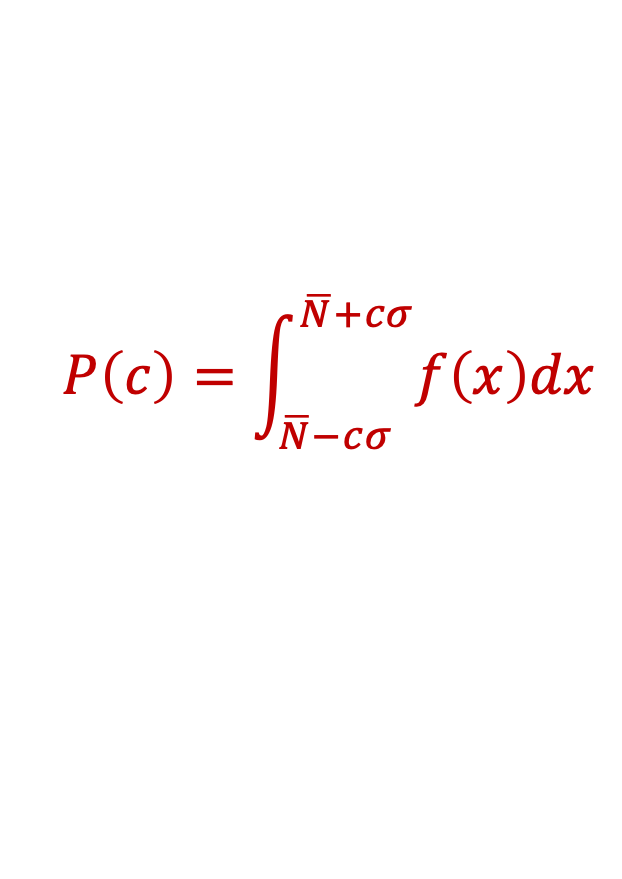 P(c) = ∫_{N̅−cσ}^{N̅+cσ} f(x)dx